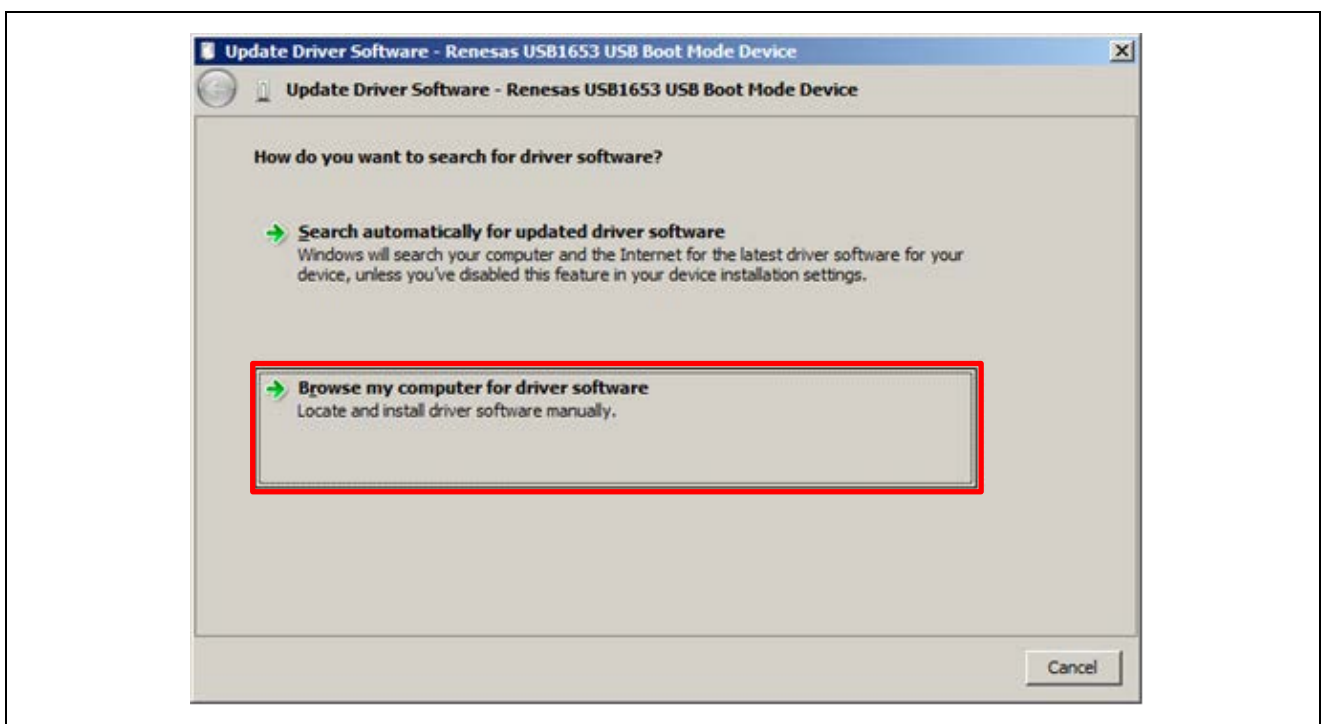 Update Driver Software - Renesas USB1653 USB Boot Mode Device
Update Driver Software - Renesas USB1653 USB Boot Mode Device
How do you want to search for driver software?
Search automatically for updated driver software
Windows will search your computer and the Internet for the latest driver software for your
device, unless you've disabled this feature in your device installation settings.
Browse my computer for driver software
Locate and install driver software manually.
Cancel